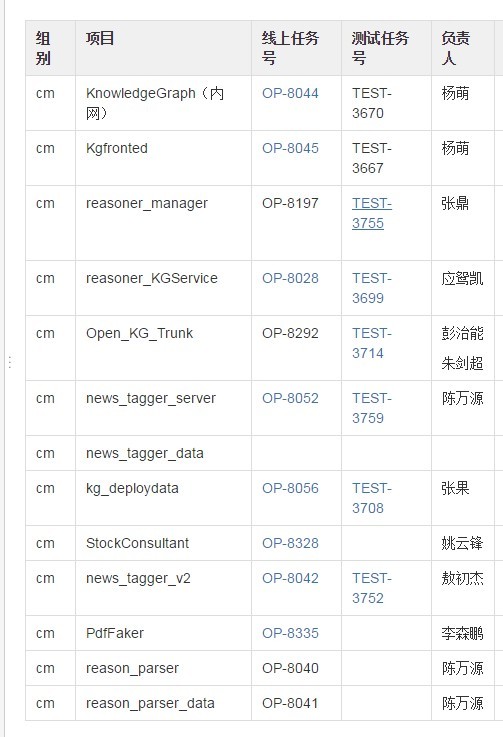 组别 项目 线上任务号 测试任务号 负责人
cm KnowledgeGraph（内网） OP-8044 TEST-3670 杨萌
cm Kgfronted OP-8045 TEST-3667 杨萌
cm reasoner_manager OP-8197 TEST-3755 张鼎
cm reasoner_KGService OP-8028 TEST-3699 应鸳凯
cm Open_KG_Trunk OP-8292 TEST-3714 彭治能 朱剑超
cm news_tagger_server OP-8052 TEST-3759 陈万源
cm news_tagger_data
cm kg_deploydata OP-8056 TEST-3708 张果
cm StockConsultant OP-8328 姚云锋
cm news_tagger_v2 OP-8042 TEST-3752 敖初杰
cm PdfFaker OP-8335 李森鹏
cm reason_parser OP-8040 陈万源
cm reason_parser_data OP-8041 陈万源